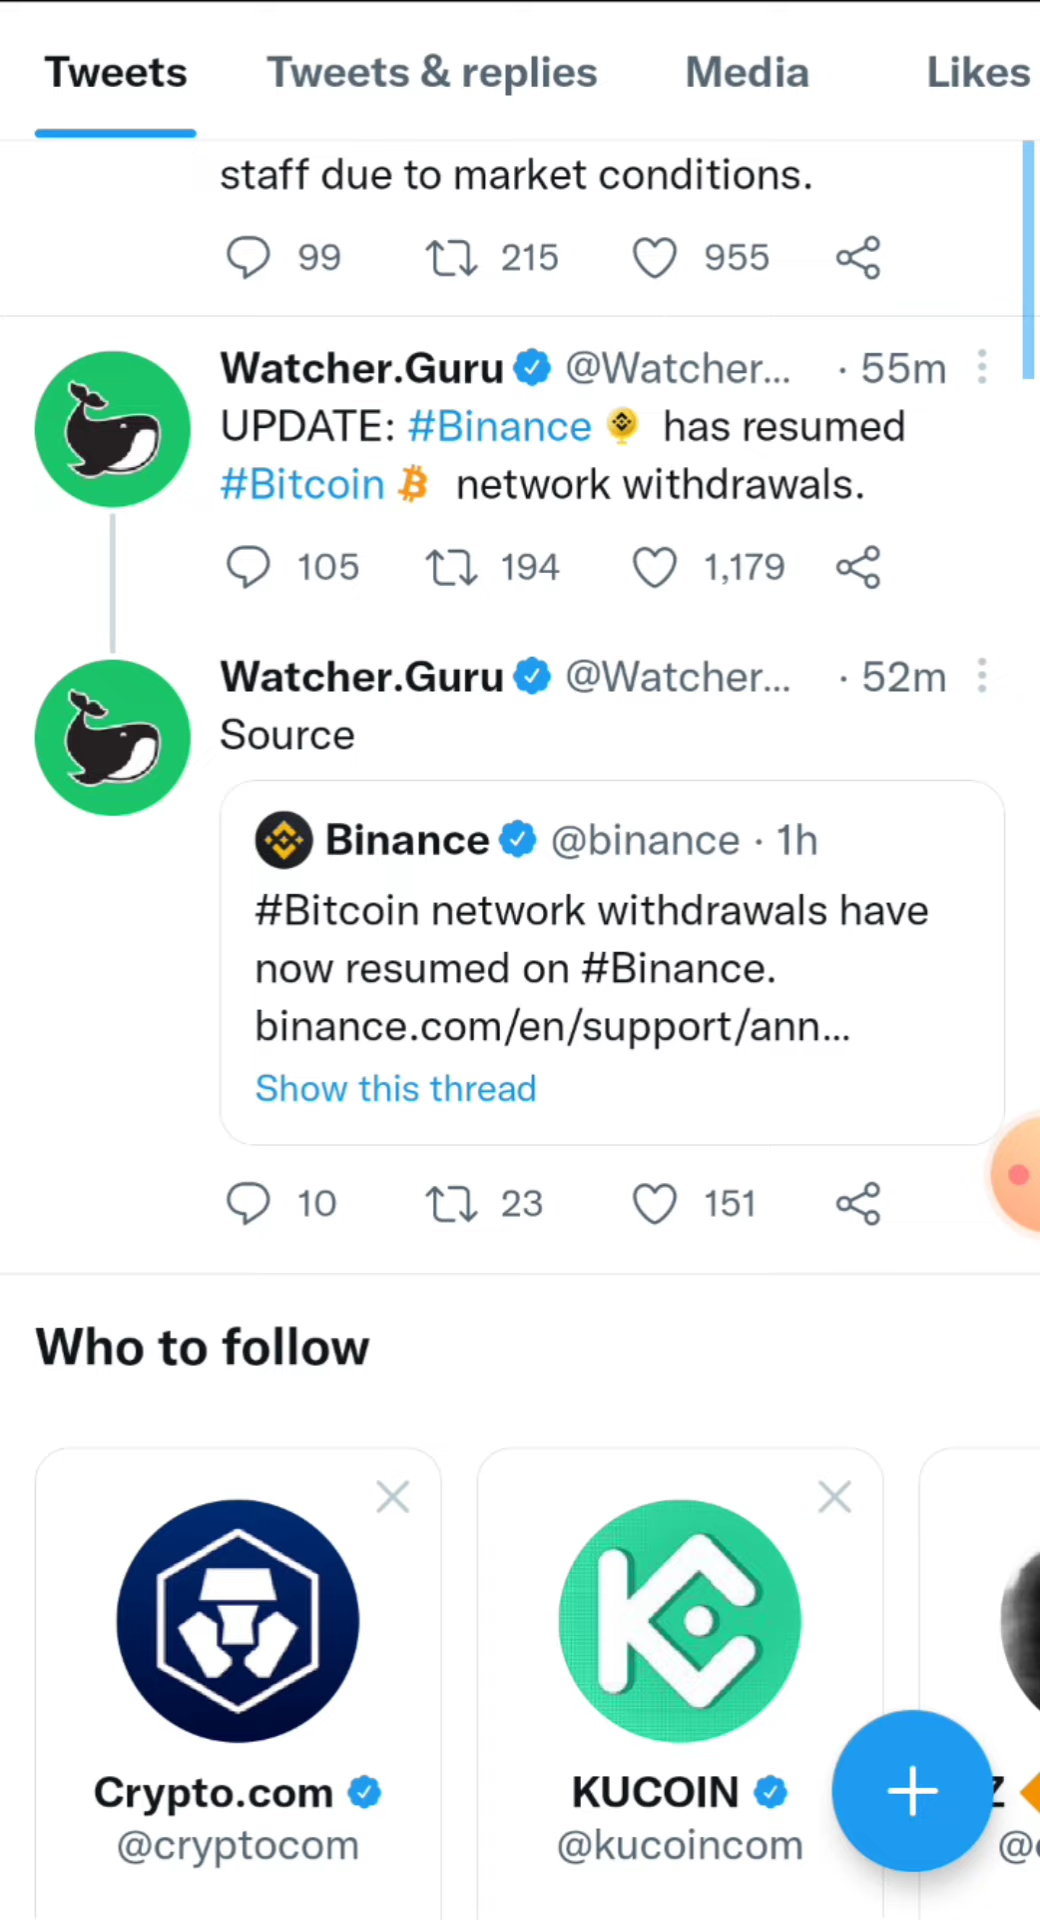 Tweets Tweets & replies Media Likes
staff due to market conditions.
99 215 955
Watcher.Guru @Watcher... · 55m
UPDATE: #Binance has resumed
#Bitcoin network withdrawals.
105 194 1,179
Watcher.Guru @Watcher... · 52m
Source
Binance @binance · 1h
#Bitcoin network withdrawals have
now resumed on #Binance.
binance.com/en/support/ann...
Show this thread
10 23 151
Who to follow
Crypto.com KUCOIN Z
@cryptocom @kucoincom